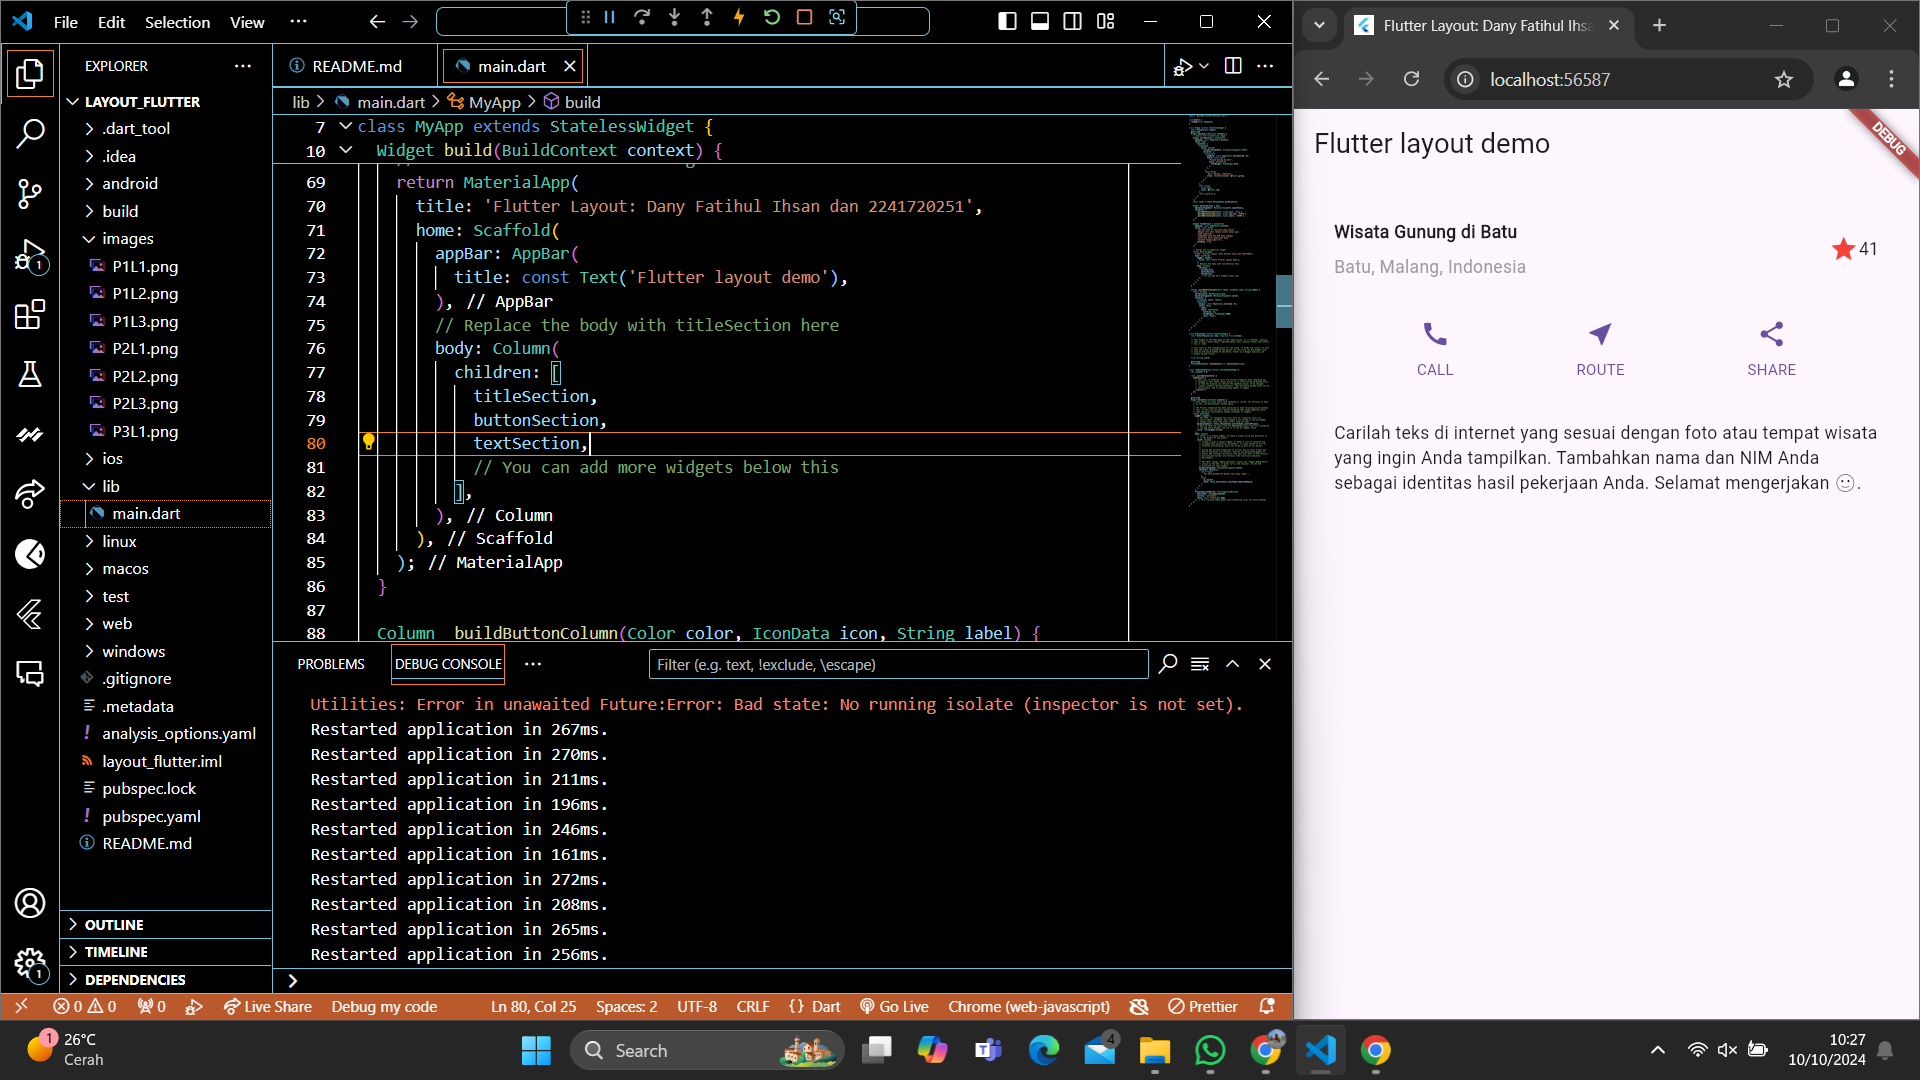 File Edit Selection View ···
Flutter Layout: Dany Fatihul Ihsa
localhost:56587
EXPLORER
README.md
main.dart
lib > main.dart > MyApp > build
LAYOUT_FLUTTER
.dart_tool
.idea
android
build
images
P1L1.png
P1L2.png
P1L3.png
P2L1.png
P2L2.png
P2L3.png
P3L1.png
ios
lib
main.dart
linux
macos
test
web
windows
.gitignore
.metadata
analysis_options.yaml
layout_flutter.iml
pubspec.lock
pubspec.yaml
README.md
OUTLINE
TIMELINE
DEPENDENCIES
7 class MyApp extends StatelessWidget {
10 Widget build(BuildContext context) {
69 return MaterialApp(
70 title: 'Flutter Layout: Dany Fatihul Ihsan dan 2241720251',
71 home: Scaffold(
72 appBar: AppBar(
73 title: const Text('Flutter layout demo'),
74 ), // AppBar
75 // Replace the body with titleSection here
76 body: Column(
77 children: [
78 titleSection,
79 buttonSection,
80 textSection,
81 // You can add more widgets below this
82 ],
83 ), // Column
84 ), // Scaffold
85 ); // MaterialApp
86 }
87
88 Column _buildButtonColumn(Color color, IconData icon, String label) {
PROBLEMS DEBUG CONSOLE ··· Filter (e.g. text, !exclude, \escape)
Utilities: Error in unawaited Future:Error: Bad state: No running isolate (inspector is not set).
Restarted application in 267ms.
Restarted application in 270ms.
Restarted application in 211ms.
Restarted application in 196ms.
Restarted application in 246ms.
Restarted application in 161ms.
Restarted application in 272ms.
Restarted application in 208ms.
Restarted application in 265ms.
Restarted application in 256ms.
Flutter layout demo
DEBUG
Wisata Gunung di Batu
Batu, Malang, Indonesia
41
CALL ROUTE SHARE
Carilah teks di internet yang sesuai dengan foto atau tempat wisata
yang ingin Anda tampilkan. Tambahkan nama dan NIM Anda
sebagai identitas hasil pekerjaan Anda. Selamat mengerjakan 🙂.
1
1
0 0 0 Live Share Debug my code Ln 80, Col 25 Spaces: 2 UTF-8 CRLF {} Dart Go Live Chrome (web-javascript) Prettier
1
26°C
Cerah
Search
4
10:27
10/10/2024